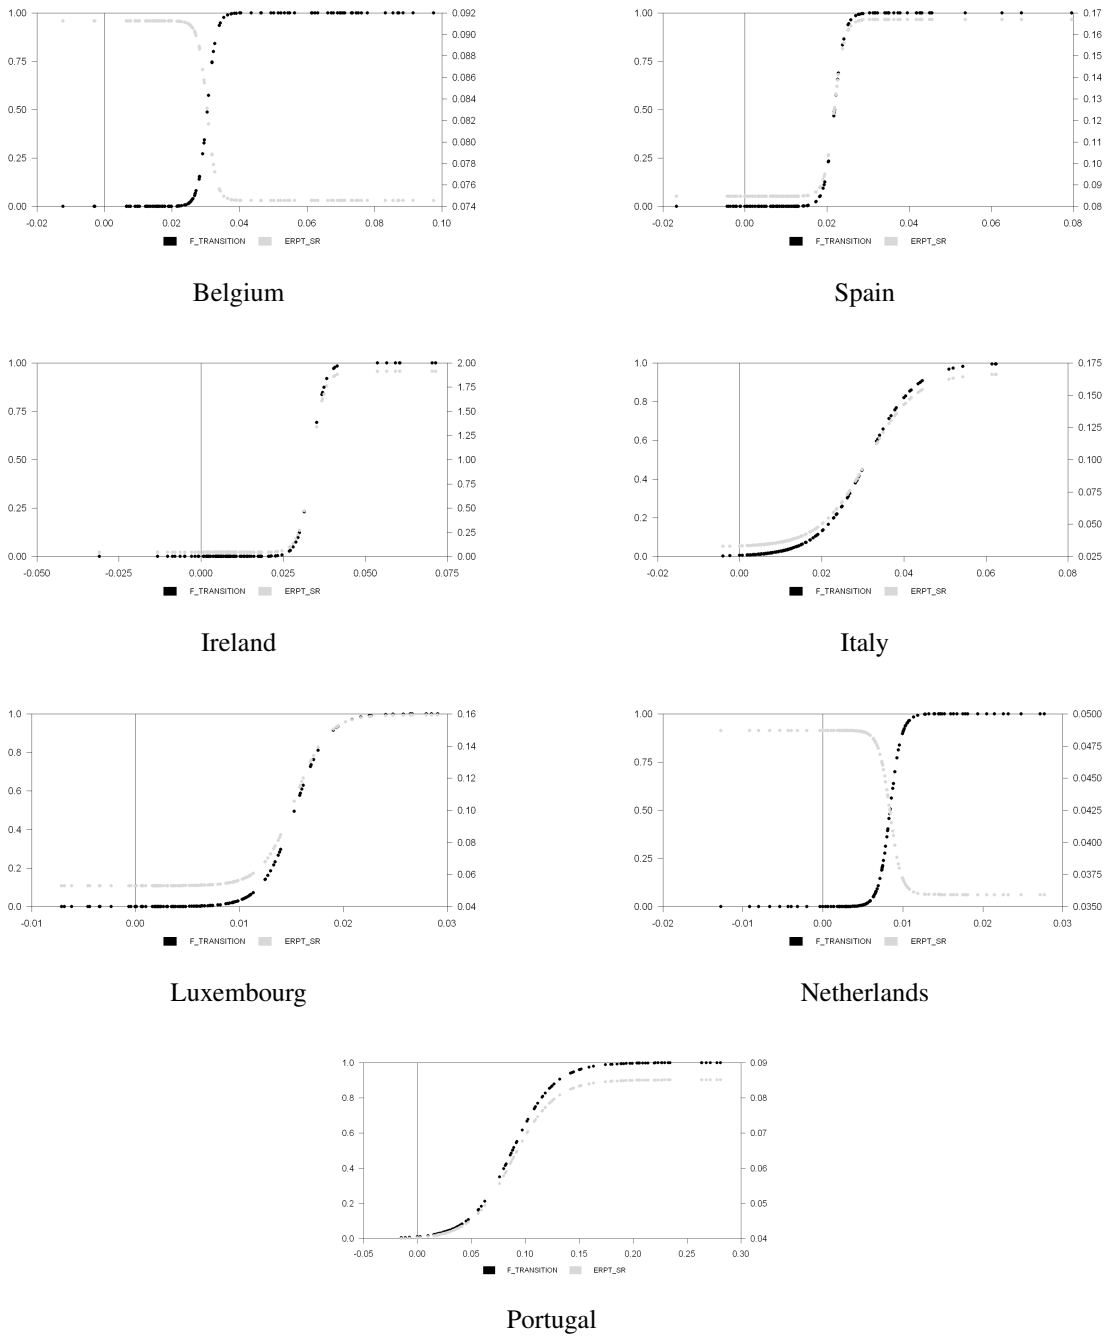 1.00 0.092 1.00 0.17
0.090 0.16
0.088 0.15
0.75 0.75
0.086 0.14
0.084 0.13
0.50 0.50
0.082 0.12
0.080 0.11
0.25 0.078 0.25 0.10
0.076 0.09
0.00 0.074 0.00 0.08
-0.02 0.00 0.02 0.04 0.06 0.08 0.10 -0.02 0.00 0.02 0.04 0.06 0.08
F_TRANSITION ERPT_SR F_TRANSITION ERPT_SR
Belgium Spain
1.00 2.00 1.0 0.175
1.75
0.8 0.150
0.75 1.50
0.125
1.25 0.6
0.50 1.00 0.100
0.4
0.75 0.075
0.25 0.50
0.2 0.050
0.25
0.00 0.00 0.0 0.025
-0.050 -0.025 0.000 0.025 0.050 0.075 -0.02 0.00 0.02 0.04 0.06 0.08
F_TRANSITION ERPT_SR F_TRANSITION ERPT_SR
Ireland Italy
1.0 0.16 1.00 0.0500
0.14 0.0475
0.8
0.75
0.12 0.0450
0.6
0.10 0.50 0.0425
0.4
0.08 0.0400
0.25
0.2
0.06 0.0375
0.0 0.04 0.00 0.0350
-0.01 0.00 0.01 0.02 0.03 -0.02 -0.01 0.00 0.01 0.02 0.03
F_TRANSITION ERPT_SR F_TRANSITION ERPT_SR
Luxembourg Netherlands
1.0 0.09
0.8 0.08
0.6 0.07
0.4 0.06
0.2 0.05
0.0 0.04
-0.05 0.00 0.05 0.10 0.15 0.20 0.25 0.30
F_TRANSITION ERPT_SR
Portugal